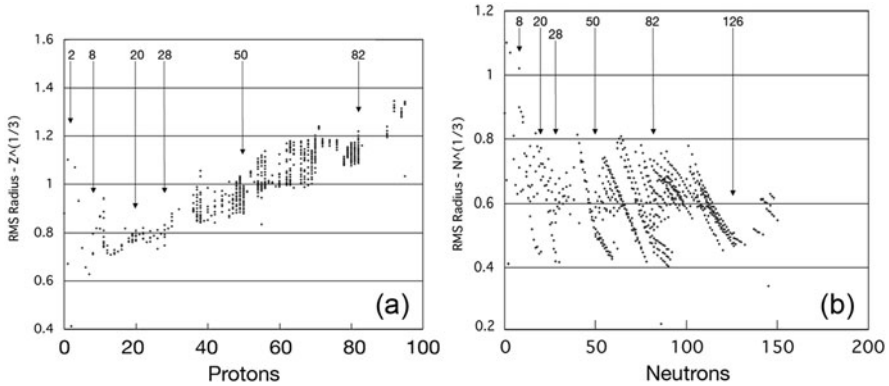 1.6
1.4
1.2
1
0.8
0.6
0.4
RMS Radius - Z^(1/3)
2 8 20 28 50 82
0 20 40 60 80 100
Protons
(a)
1.2
1
0.8
0.6
0.4
0.2
RMS Radius - N^(1/3)
8 20 28 50 82 126
0 50 100 150 200
Neutrons
(b)